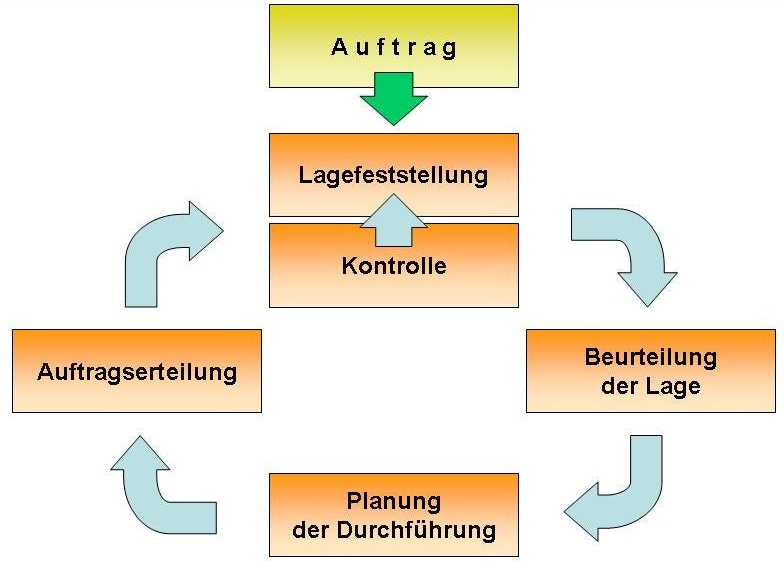 A u f t r a g
Lagefeststellung
Kontrolle
Beurteilung
der Lage
Planung
der Durchführung
Auftragserteilung